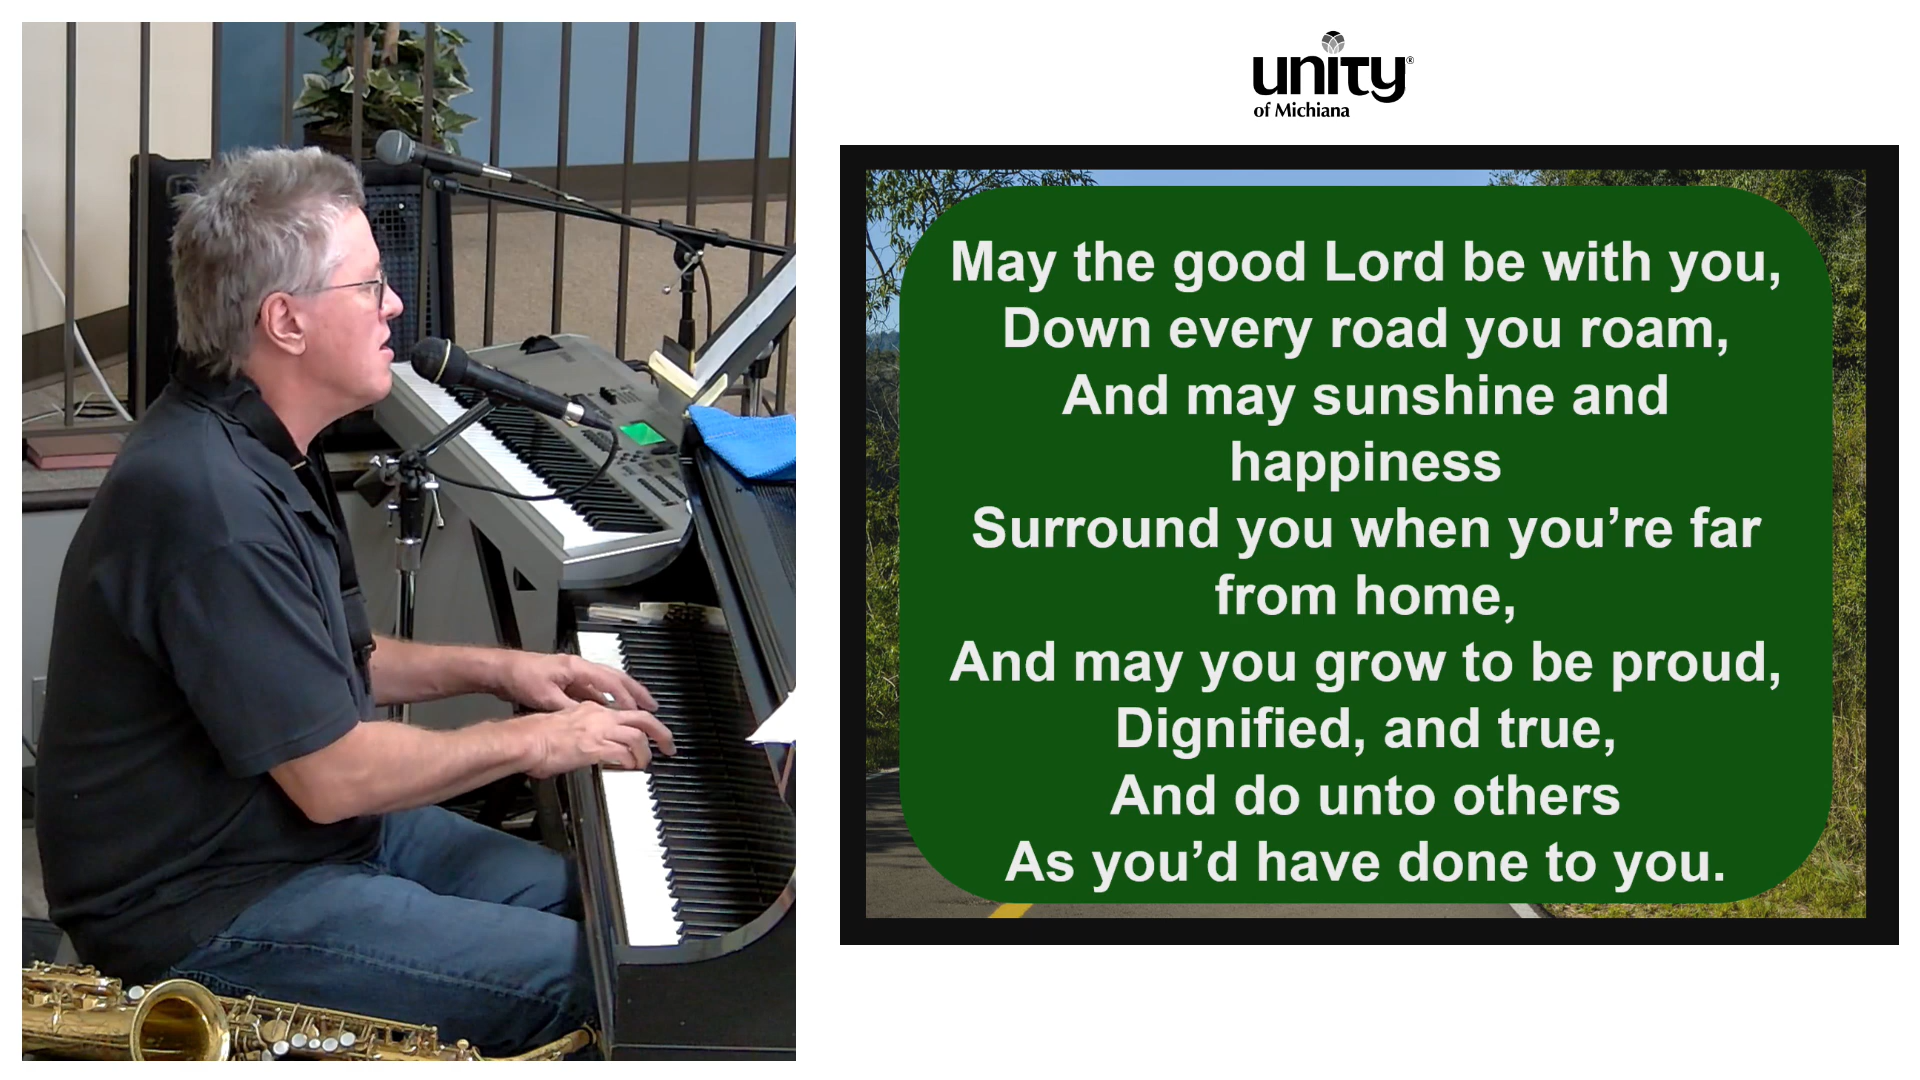 unity®
of Michiana
May the good Lord be with you,
Down every road you roam,
And may sunshine and
happiness
Surround you when you’re far
from home,
And may you grow to be proud,
Dignified, and true,
And do unto others
As you’d have done to you.